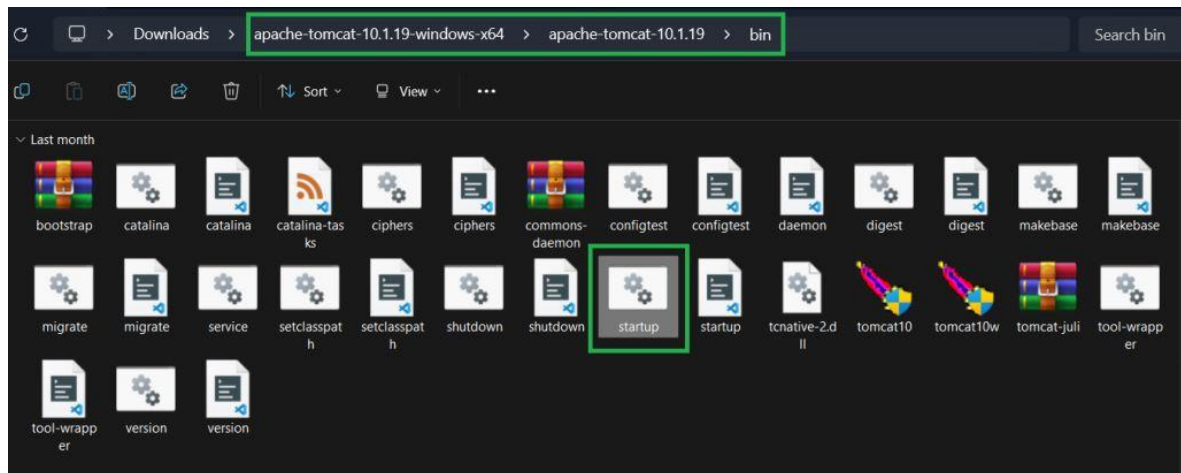 Downloads > apache-tomcat-10.1.19-windows-x64 > apache-tomcat-10.1.19 > bin Search bin
Sort View ...
Last month
bootstrap catalina catalina catalina-tas ciphers ciphers commons- configtest configtest daemon digest digest makebase makebase
ks daemon
migrate migrate service setclasspat setclasspat shutdown shutdown startup startup tcnative-2.d tomcat10 tomcat10w tomcat-juli tool-wrapp
h h ll er
tool-wrapp version version
er